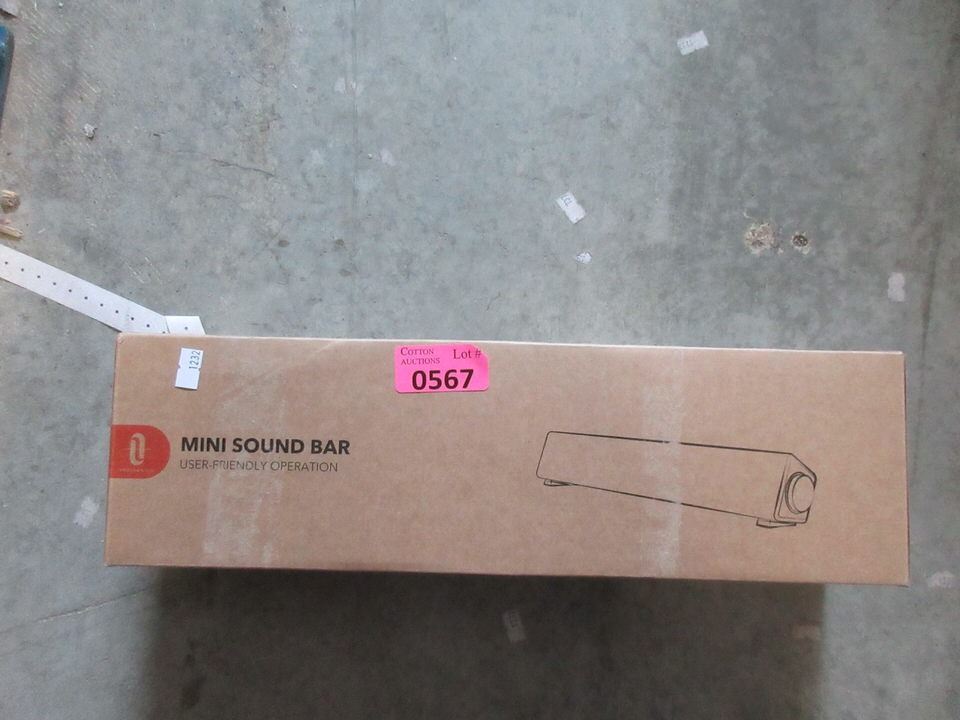 1232
COTTON Lot #
AUCTIONS
0567
MINI SOUND BAR
USER-FRIENDLY OPERATION